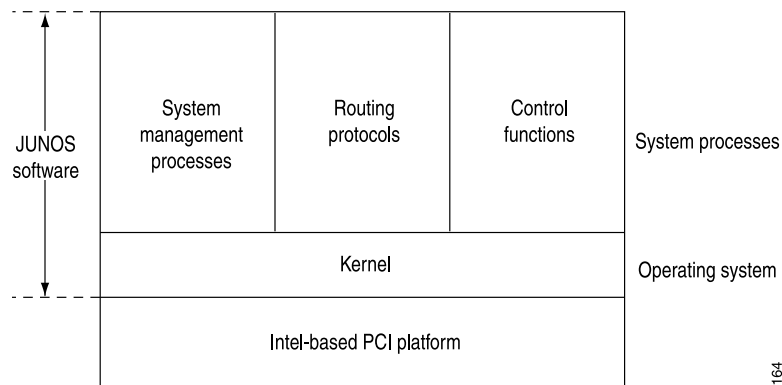 System
management
processes
Routing
protocols
Control
functions
JUNOS
software
System processes
Kernel
Operating system
Intel-based PCI platform
164